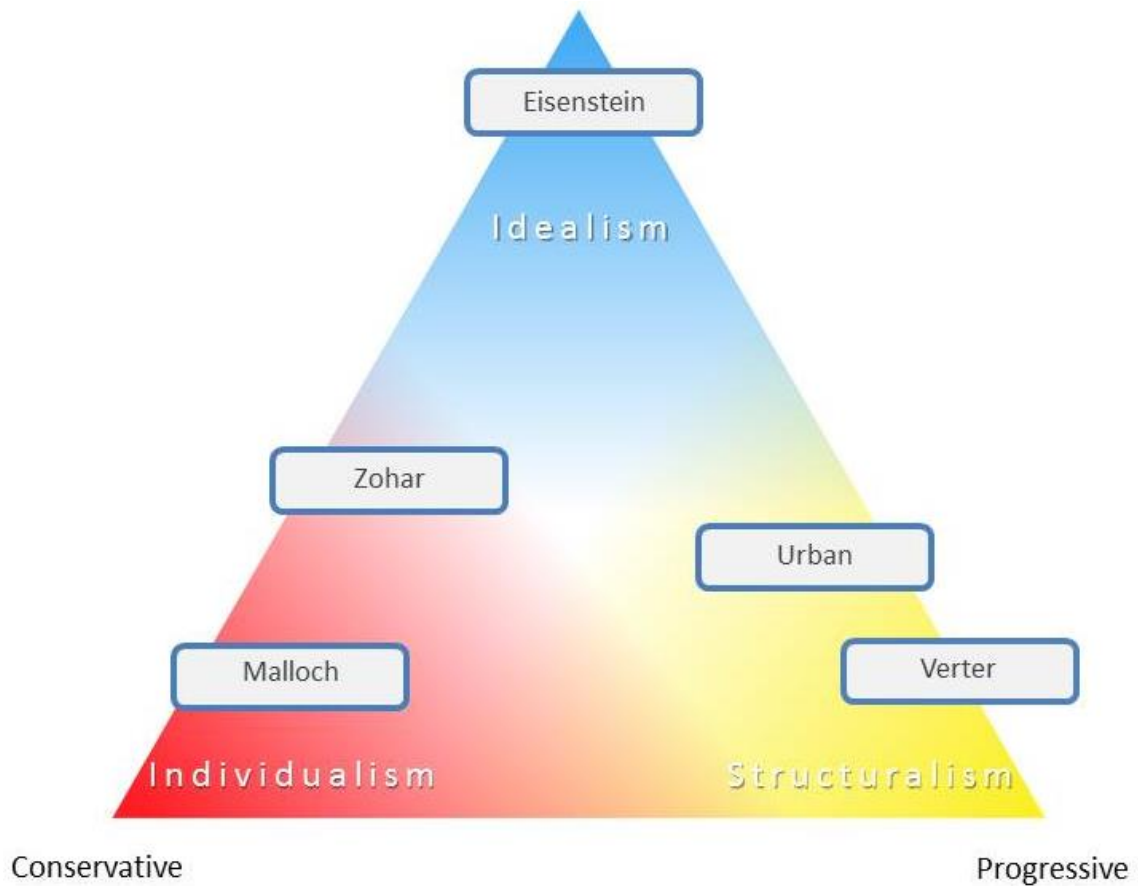 Eisenstein
Idealism
Zohar
Urban
Malloch
Verter
Individualism
Structuralism
Conservative
Progressive